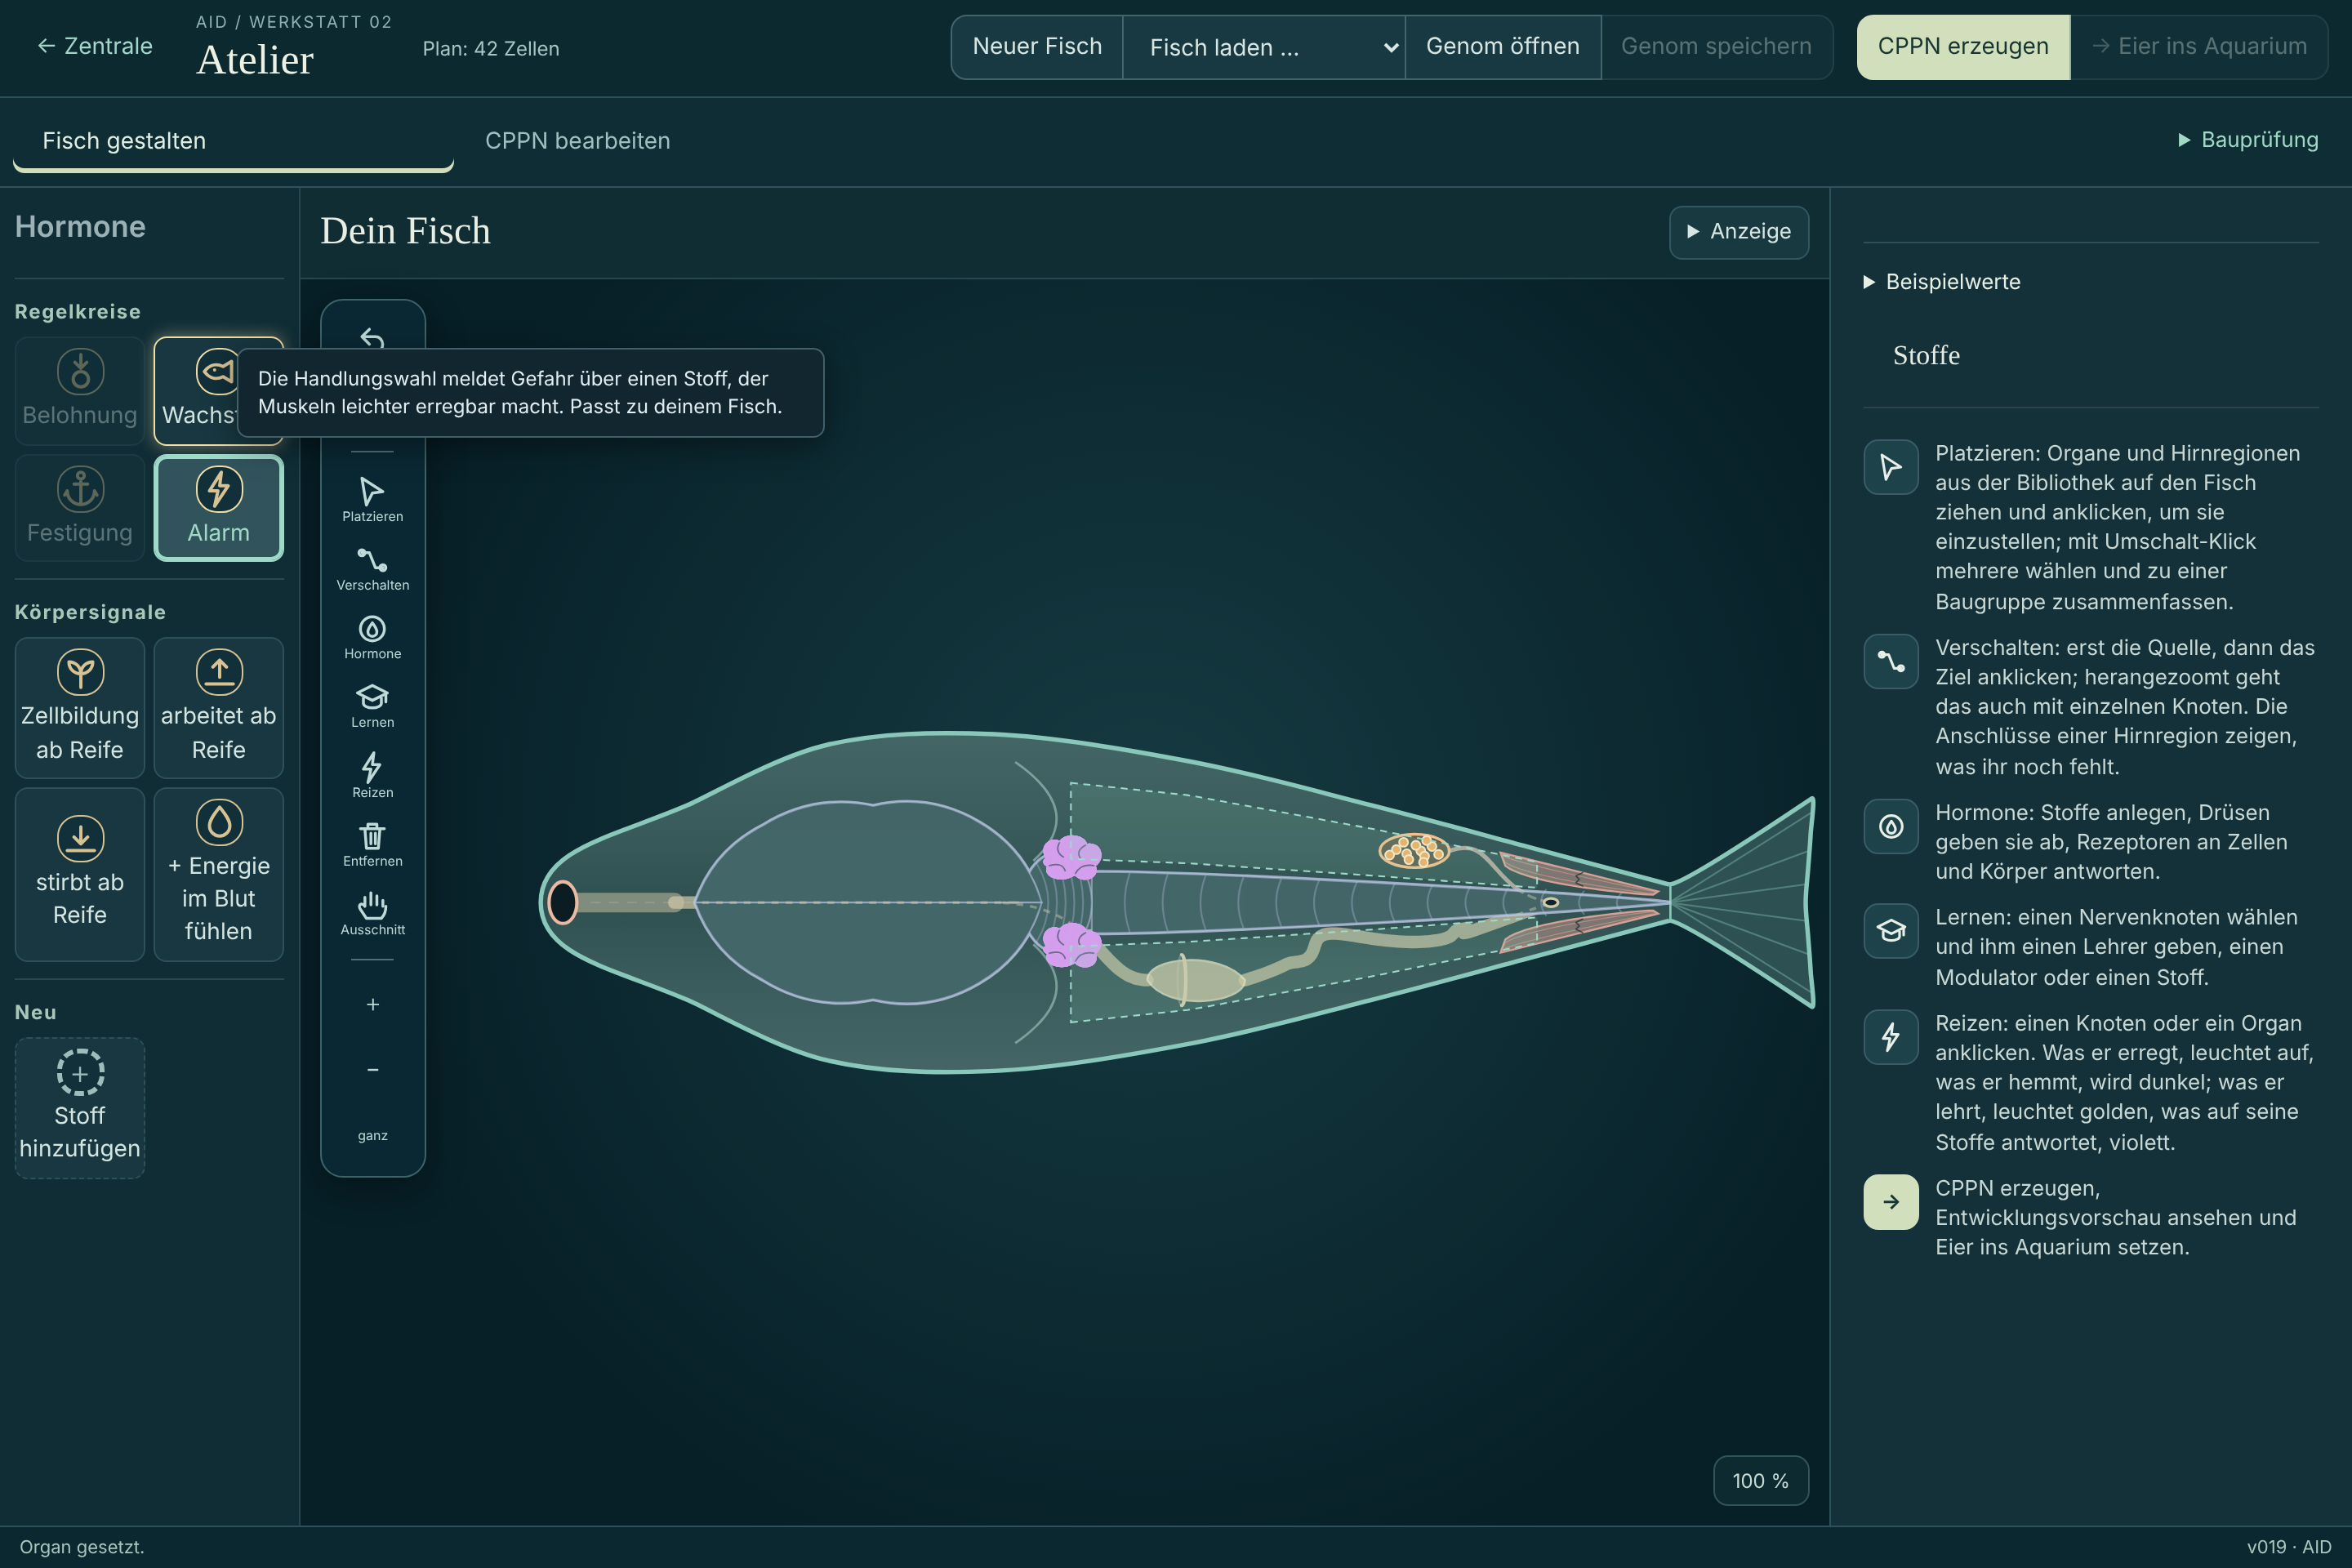 ← Zentrale
AID / WERKSTATT 02
Atelier
Plan: 42 Zellen
Neuer Fisch
Fisch laden ...
Genom öffnen
Genom speichern
CPPN erzeugen
→ Eier ins Aquarium
Fisch gestalten
CPPN bearbeiten
▶ Bauprüfung
Hormone
Regelkreise
Belohnung
Festigung
Alarm
Körpersignale
Zellbildung
ab Reife
arbeitet ab
Reife
stirbt ab
Reife
+ Energie
im Blut
fühlen
Neu
+
Stoff
hinzufügen
Dein Fisch
▶ Anzeige
Die Handlungswahl meldet Gefahr über einen Stoff, der
Muskeln leichter erregbar macht. Passt zu deinem Fisch.
Platzieren
Verschalten
Hormone
Lernen
Reizen
Entfernen
Ausschnitt
+
−
ganz
100 %
▶ Beispielwerte
Stoffe
Platzieren: Organe und Hirnregionen
aus der Bibliothek auf den Fisch
ziehen und anklicken, um sie
einzustellen; mit Umschalt-Klick
mehrere wählen und zu einer
Baugruppe zusammenfassen.
Verschalten: erst die Quelle, dann das
Ziel anklicken; herangezoomt geht
das auch mit einzelnen Knoten. Die
Anschlüsse einer Hirnregion zeigen,
was ihr noch fehlt.
Hormone: Stoffe anlegen, Drüsen
geben sie ab, Rezeptoren an Zellen
und Körper antworten.
Lernen: einen Nervenknoten wählen
und ihm einen Lehrer geben, einen
Modulator oder einen Stoff.
Reizen: einen Knoten oder ein Organ
anklicken. Was er erregt, leuchtet auf,
was er hemmt, wird dunkel; was er
lehrt, leuchtet golden, was auf seine
Stoffe antwortet, violett.
→
CPPN erzeugen,
Entwicklungsvorschau ansehen und
Eier ins Aquarium setzen.
Organ gesetzt.
v019 · AID